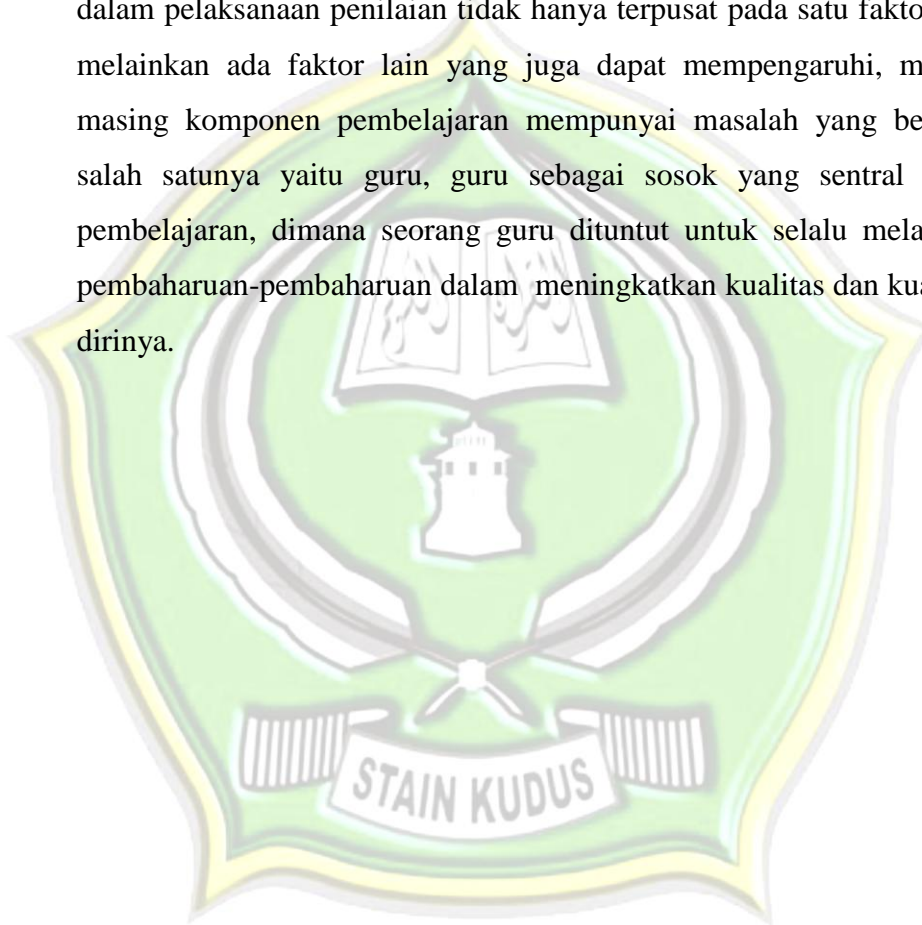 dalam pelaksanaan penilaian tidak hanya terpusat pada satu fakto
melainkan ada faktor lain yang juga dapat mempengaruhi, m
masing komponen pembelajaran mempunyai masalah yang be
salah satunya yaitu guru, guru sebagai sosok yang sentral
pembelajaran, dimana seorang guru dituntut untuk selalu mela
pembaharuan-pembaharuan dalam meningkatkan kualitas dan kua
dirinya.
STAIN KUDUS